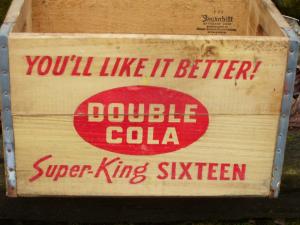 YOU'LL LIKE IT BETTER!
DOUBLE
COLA
Super-King SIXTEEN